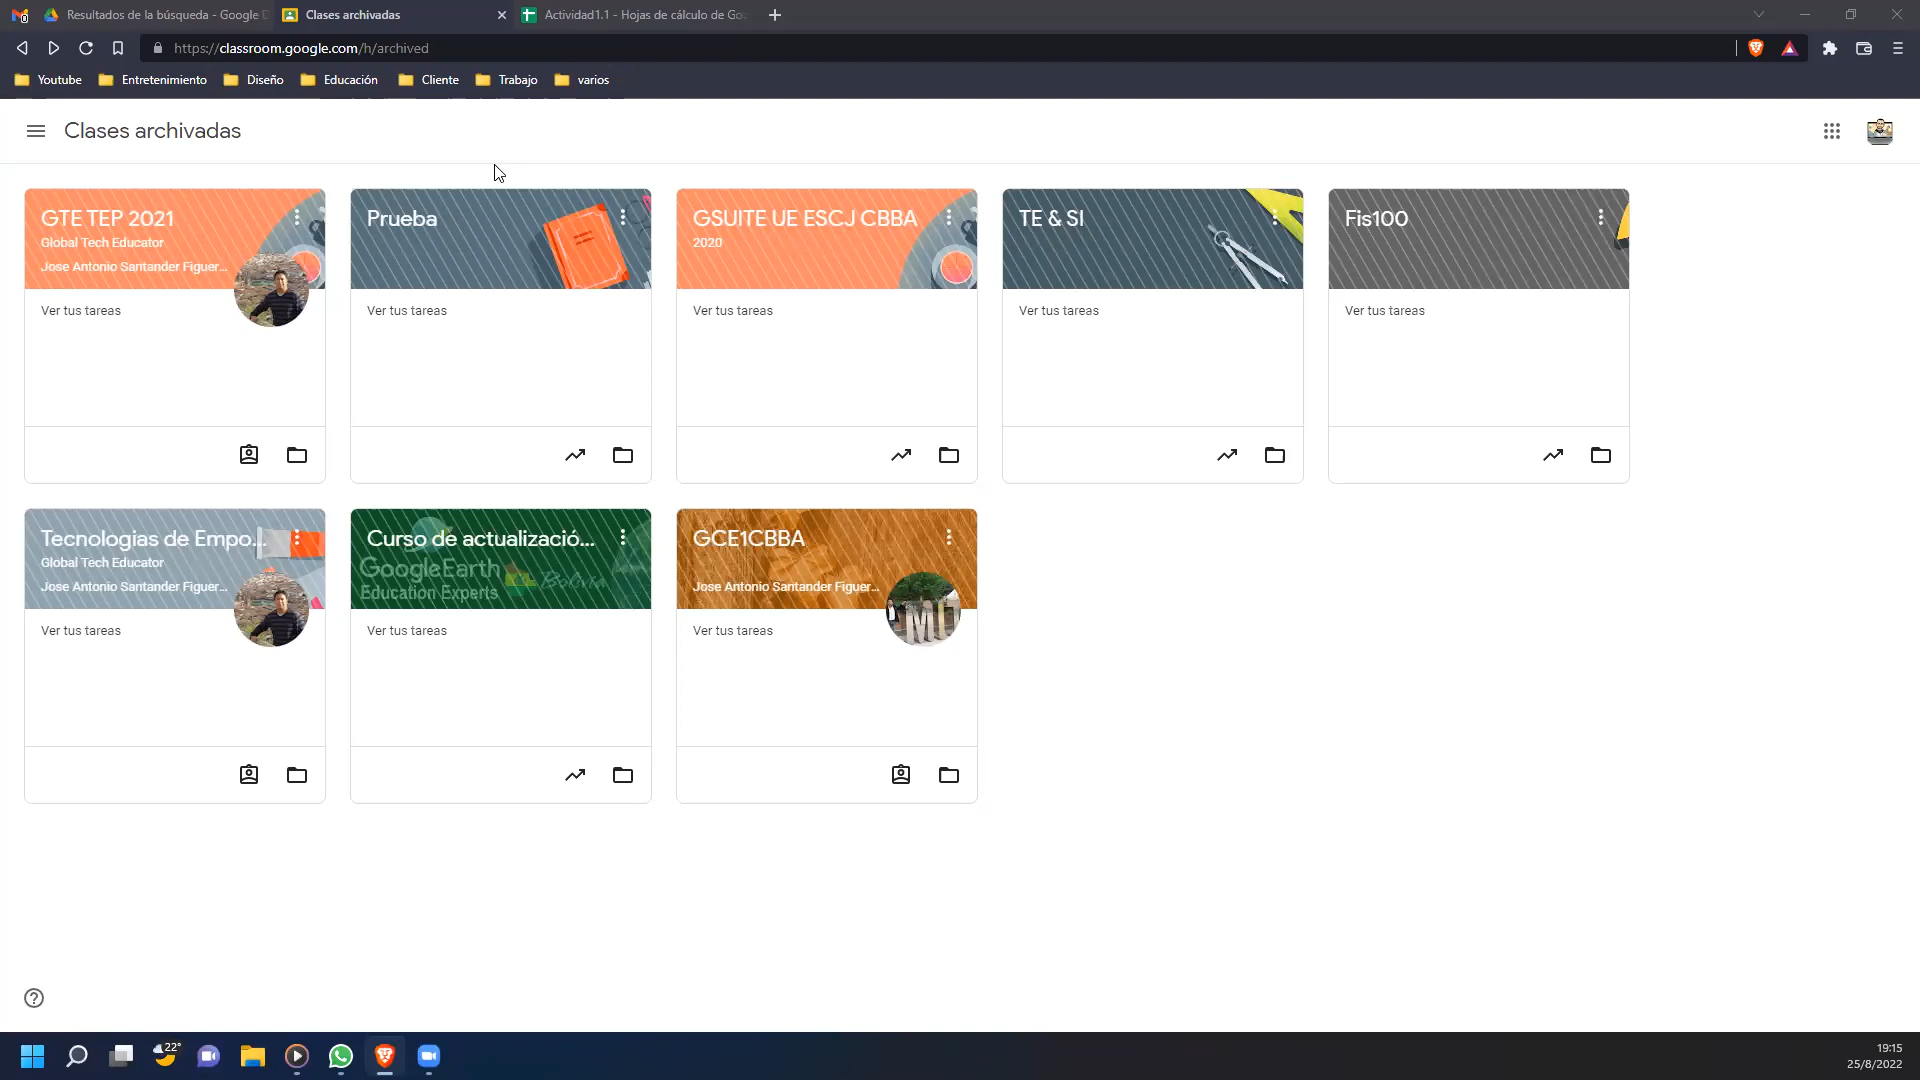 Resultados de la búsqueda - Google D
Clases archivadas
Actividad1.1 - Hojas de cálculo de Goo
https://classroom.google.com/h/archived
Youtube
Entretenimiento
Diseño
Educación
Cliente
Trabajo
varios
Clases archivadas
GTE TEP 2021
Global Tech Educator
Jose Antonio Santander Figuer...
Ver tus tareas
Prueba
Ver tus tareas
GSUITE UE ESCJ CBBA
2020
Ver tus tareas
TE & SI
Ver tus tareas
Fis100
Ver tus tareas
Tecnologias de Empo...
Global Tech Educator
Jose Antonio Santander Figuer...
Ver tus tareas
Curso de actualizació...
GoogleEarth
Education Experts
Bolivia
Ver tus tareas
GCE1CBBA
Jose Antonio Santander Figuer...
Ver tus tareas
22°
19:15
25/8/2022